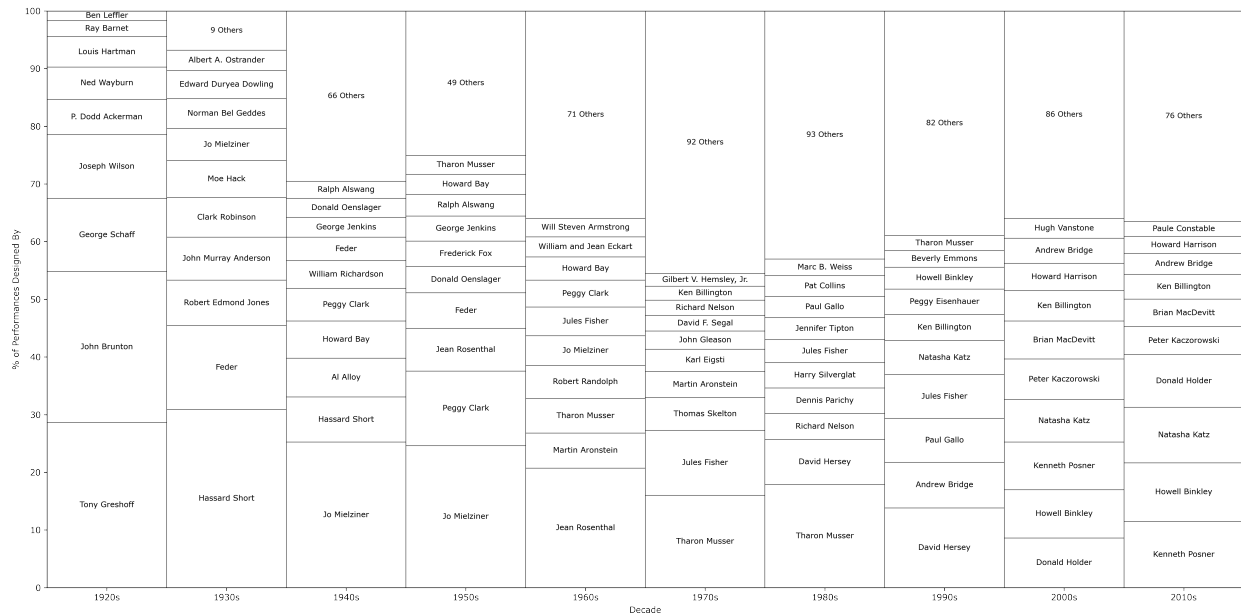 % of Performances Designed By
100
90
80
70
60
50
40
30
20
10
0
Ben Leffler
Ray Barnet
Louis Hartman
Ned Wayburn
P. Dodd Ackerman
Joseph Wilson
George Schaff
John Brunton
Tony Greshoff
9 Others
Albert A. Ostrander
Edward Duryea Dowling
Norman Bel Geddes
Jo Mielziner
Moe Hack
Clark Robinson
John Murray Anderson
Robert Edmond Jones
Feder
Hassard Short
66 Others
Ralph Alswang
Donald Oenslager
George Jenkins
Feder
William Richardson
Peggy Clark
Howard Bay
Al Alloy
Hassard Short
Jo Mielziner
49 Others
Tharon Musser
Howard Bay
Ralph Alswang
George Jenkins
Frederick Fox
Donald Oenslager
Feder
Jean Rosenthal
Peggy Clark
Jo Mielziner
71 Others
Will Steven Armstrong
William and Jean Eckart
Howard Bay
Peggy Clark
Jules Fisher
Jo Mielziner
Robert Randolph
Tharon Musser
Martin Aronstein
Jean Rosenthal
92 Others
Gilbert V. Hemsley, Jr.
Ken Billington
Richard Nelson
David F. Segal
John Gleason
Karl Eigsti
Martin Aronstein
Thomas Skelton
Jules Fisher
Tharon Musser
93 Others
Marc B. Weiss
Pat Collins
Paul Gallo
Jennifer Tipton
Jules Fisher
Harry Silverglat
Dennis Parichy
Richard Nelson
David Hersey
Tharon Musser
82 Others
Tharon Musser
Beverly Emmons
Howell Binkley
Peggy Eisenhauer
Ken Billington
Natasha Katz
Jules Fisher
Paul Gallo
Andrew Bridge
David Hersey
86 Others
Hugh Vanstone
Andrew Bridge
Howard Harrison
Ken Billington
Brian MacDevitt
Peter Kaczorowski
Natasha Katz
Kenneth Posner
Howell Binkley
Donald Holder
76 Others
Paule Constable
Howard Harrison
Andrew Bridge
Ken Billington
Brian MacDevitt
Peter Kaczorowski
Donald Holder
Natasha Katz
Howell Binkley
Kenneth Posner
1920s
1930s
1940s
1950s
1960s
1970s
1980s
1990s
2000s
2010s
Decade